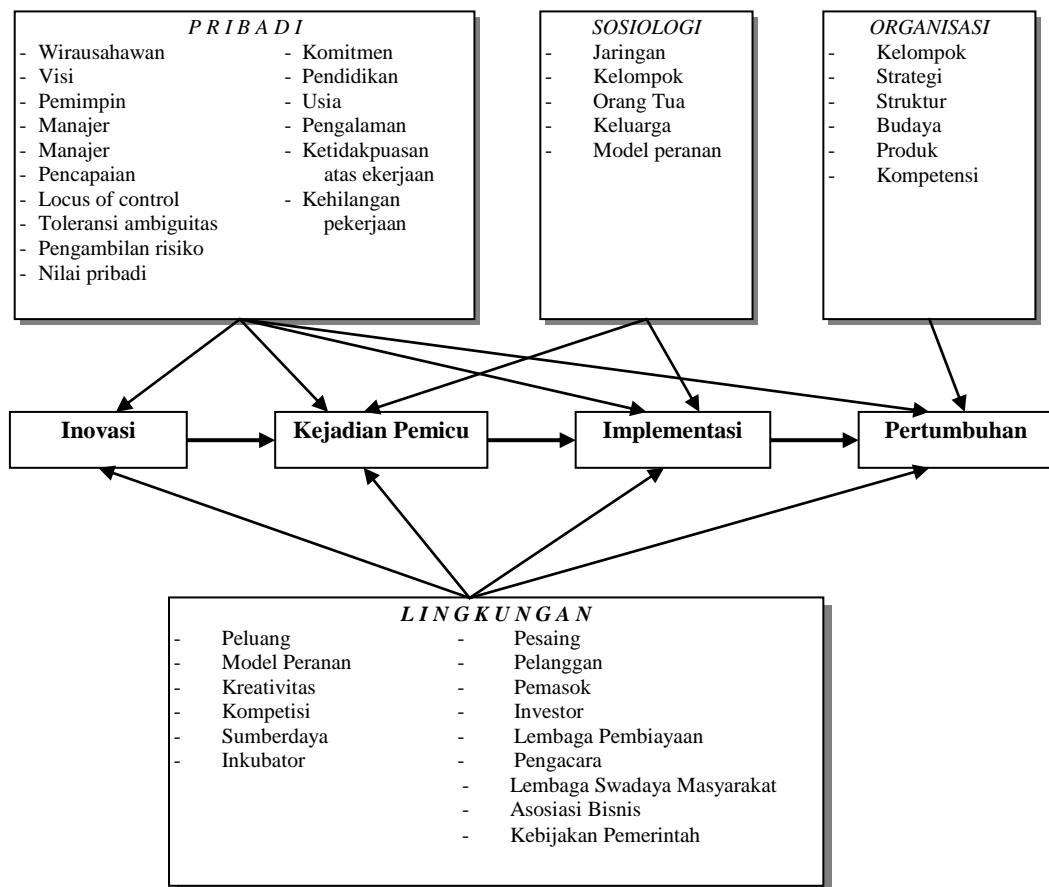 P R I B A D I
- Wirausahawan
- Visi
- Pemimpin
- Manajer
- Manajer
- Pencapaian
- Locus of control
- Toleransi ambiguitas
- Pengambilan risiko
- Nilai pribadi
- Komitmen
- Pendidikan
- Usia
- Pengalaman
- Ketidakpuasan
atas ekerjaan
- Kehilangan
pekerjaan
SOSIOLOGI
- Jaringan
- Kelompok
- Orang Tua
- Keluarga
- Model peranan
ORGANISASI
- Kelompok
- Strategi
- Struktur
- Budaya
- Produk
- Kompetensi
Inovasi
Kejadian Pemicu
Implementasi
Pertumbuhan
L I N G K U N G A N
- Peluang
- Model Peranan
- Kreativitas
- Kompetisi
- Sumberdaya
- Inkubator
- Pesaing
- Pelanggan
- Pemasok
- Investor
- Lembaga Pembiayaan
- Pengacara
- Lembaga Swadaya Masyarakat
- Asosiasi Bisnis
- Kebijakan Pemerintah